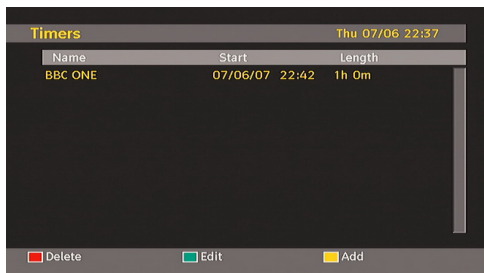 Timers Thu 07/06 22:37
Name Start Length
BBC ONE 07/06/07 22:42 1h 0m
Delete Edit Add